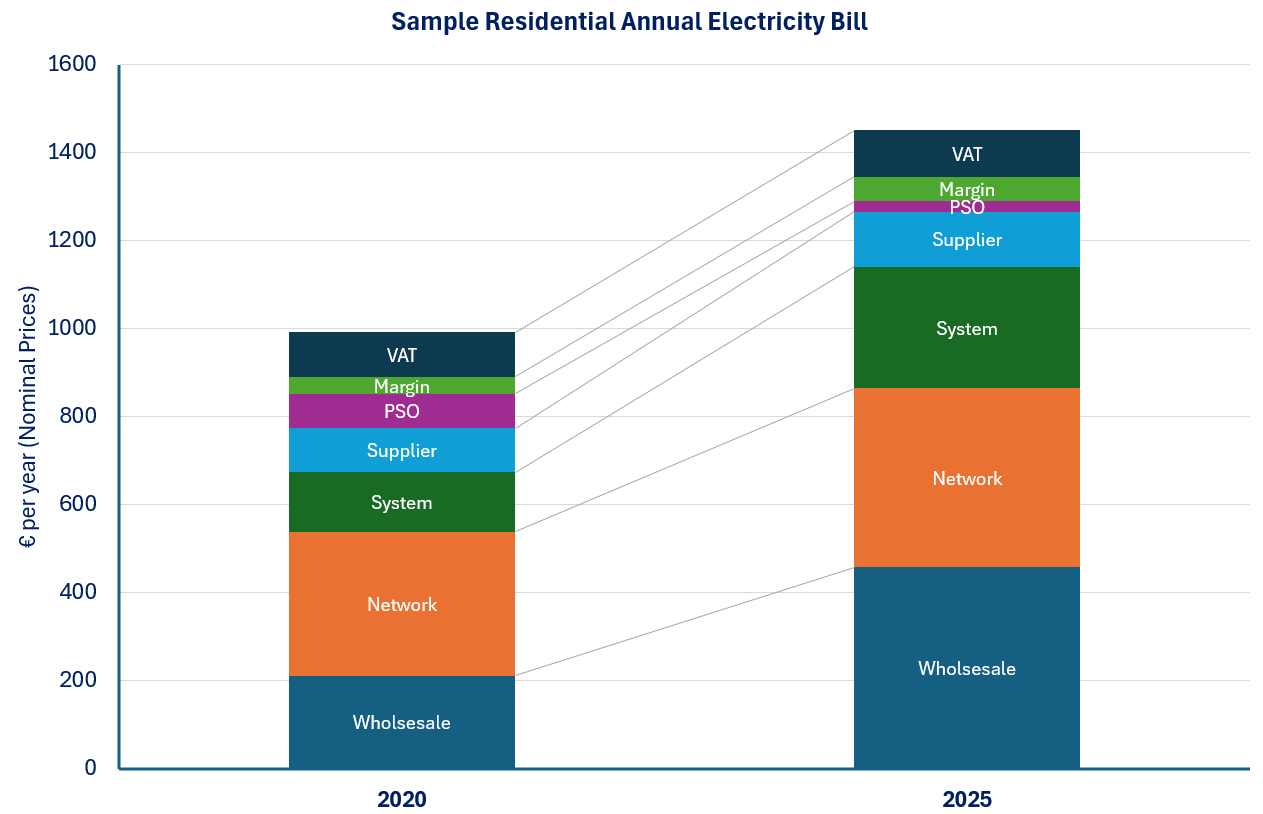 Sample Residential Annual Electricity Bill
€ per year (Nominal Prices)
1600
1400
1200
1000
800
600
400
200
0
VAT
Margin
PSO
Supplier
System
Network
Wholsesale
VAT
Margin
PSO
Supplier
System
Network
Wholsesale
2020
2025